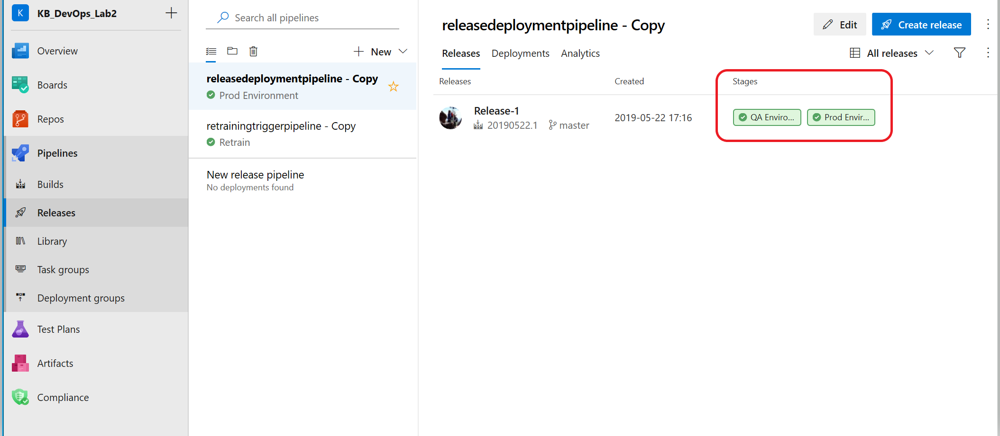 K KB_DevOps_Lab2
Overview
Boards
Repos
Pipelines
Builds
Releases
Library
Task groups
Deployment groups
Test Plans
Artifacts
Compliance
Search all pipelines
New
releasedeploymentpipeline - Copy
Prod Environment
retrainingtriggerpipeline - Copy
Retrain
New release pipeline
No deployments found
releasedeploymentpipeline - Copy
Edit
Create release
Releases Deployments Analytics
All releases
Releases Created Stages
Release-1
20190522.1 master
2019-05-22 17:16
QA Enviro... Prod Envir...